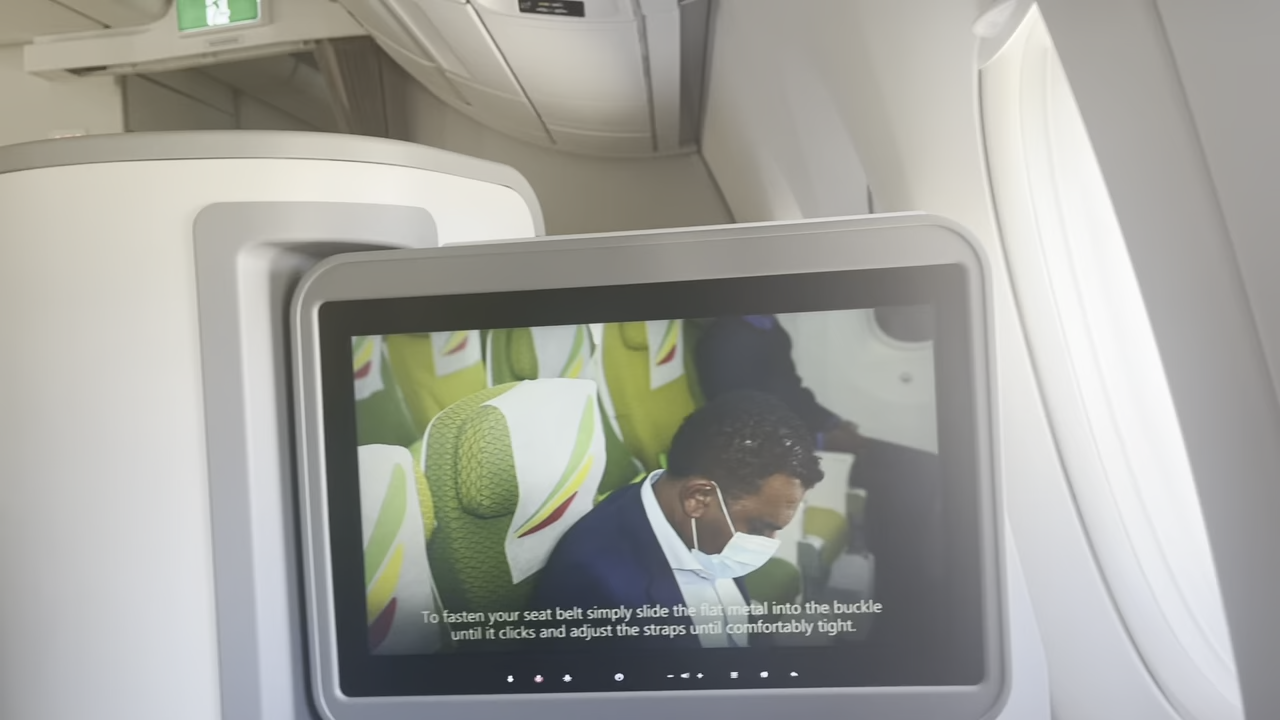 To fasten your seat belt simply slide the flat metal into the buckle
until it clicks and adjust the straps until comfortably tight.